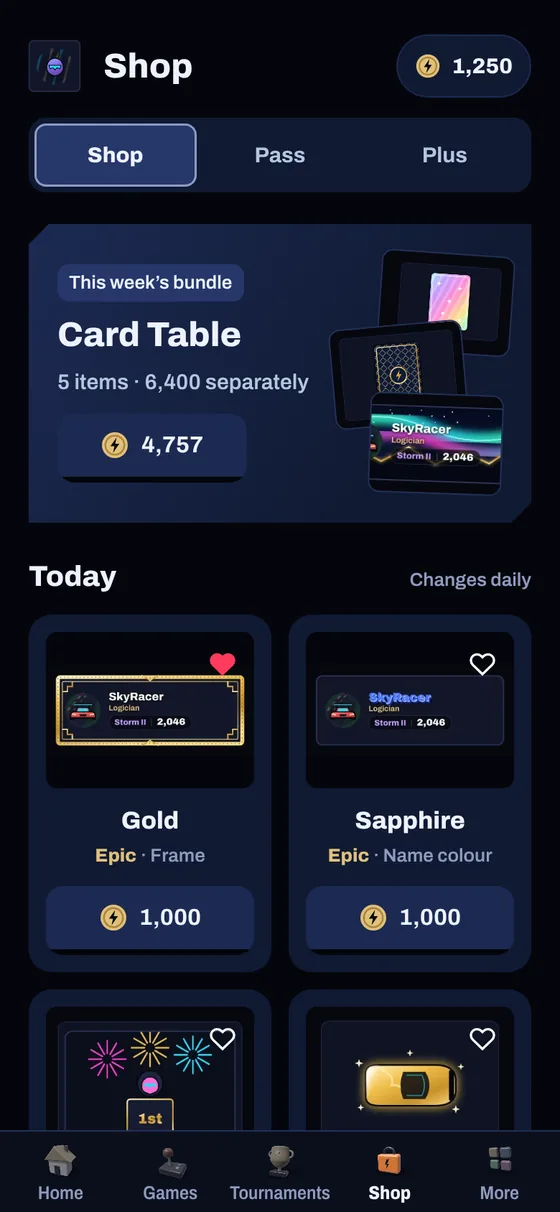 Shop
1,250
Shop
Pass
Plus
This week’s bundle
Card Table
5 items · 6,400 separately
4,757
SkyRacer
Logician
Storm II
2,046
Today
Changes daily
SkyRacer
Logician
Storm II
2,046
Gold
Epic · Frame
1,000
SkyRacer
Logician
Storm II
2,046
Sapphire
Epic · Name colour
1,000
1st
Home
Games
Tournaments
Shop
More